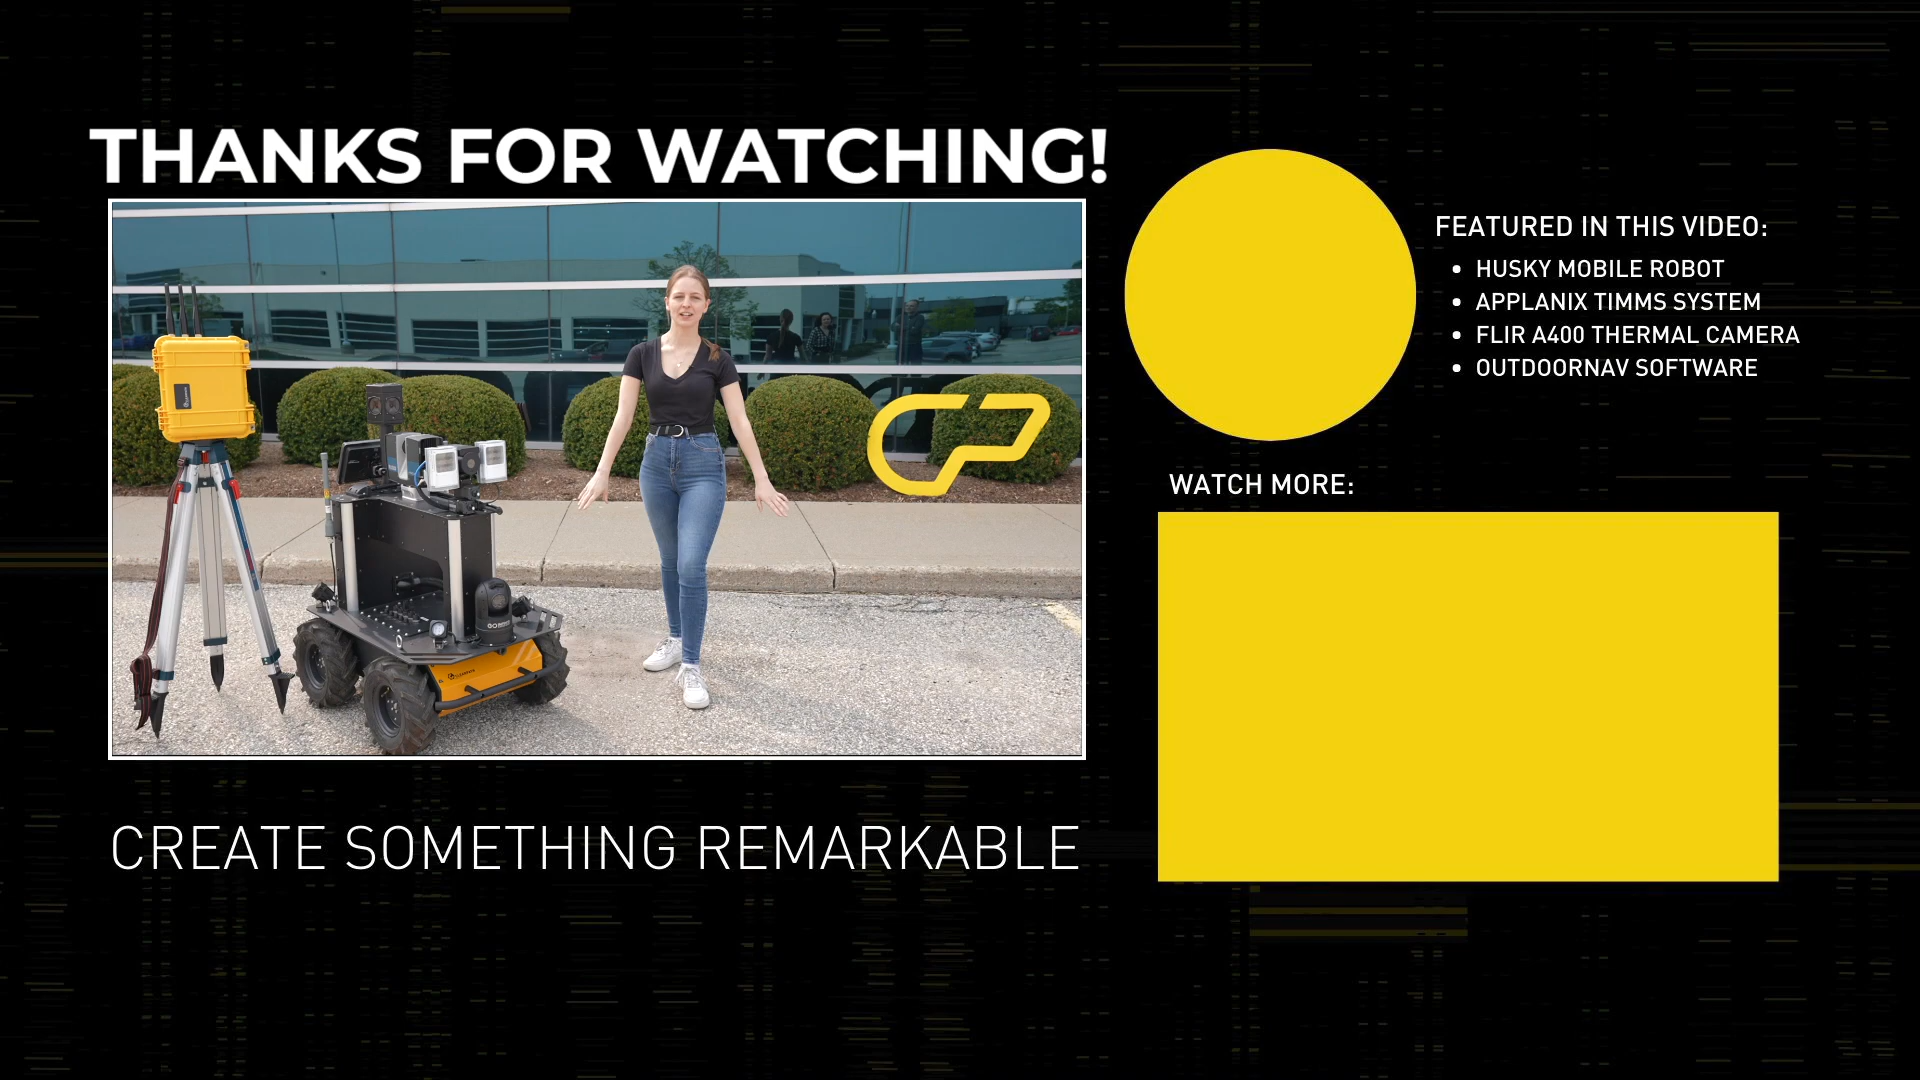 THANKS FOR WATCHING!
FEATURED IN THIS VIDEO:
• HUSKY MOBILE ROBOT
• APPLANIX TIMMS SYSTEM
• FLIR A400 THERMAL CAMERA
• OUTDOORNAV SOFTWARE
WATCH MORE:
CREATE SOMETHING REMARKABLE